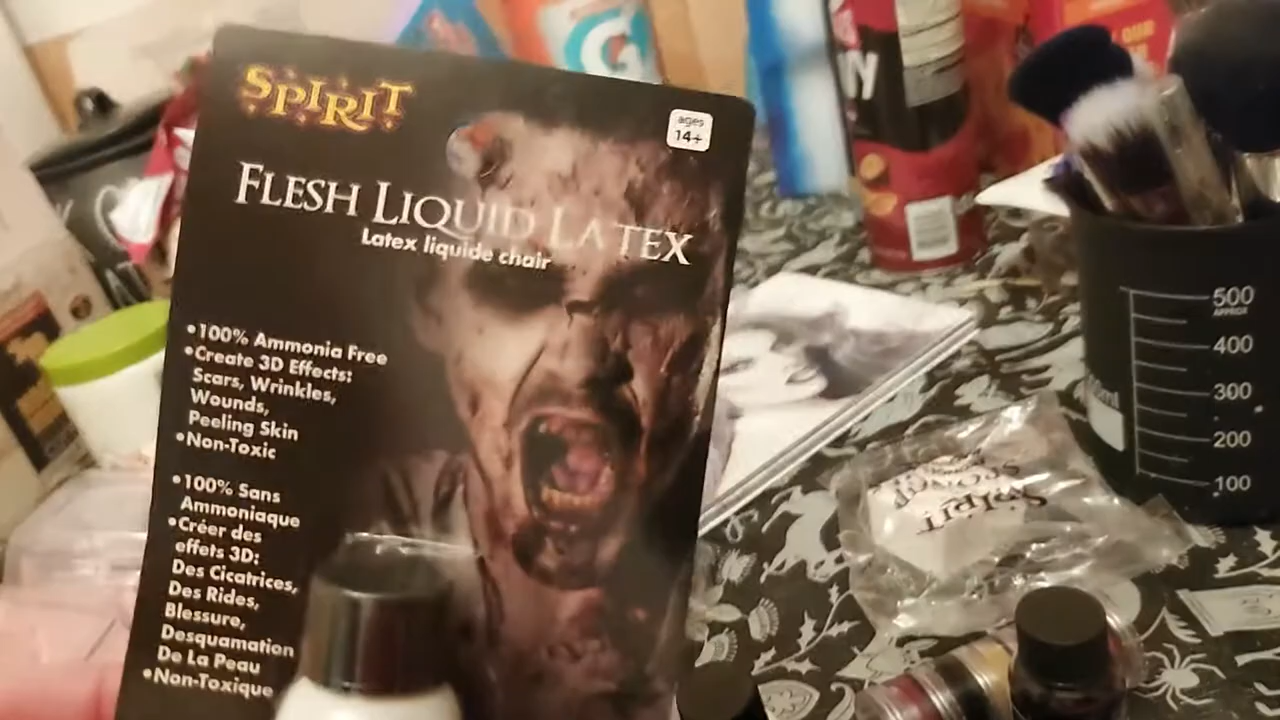 SPIRIT
ages
14+
FLESH LIQUID LATEX
Latex liquide chair
•100% Ammonia Free
•Create 3D Effects:
Scars, Wrinkles,
Wounds,
Peeling Skin
•Non-Toxic
•100% Sans
Ammoniaque
•Créer des
effets 3D:
Des Cicatrices,
Des Rides,
Blessure,
Desquamation
De La Peau
•Non-Toxique
G
500
APPROX
400
300
200
100
ml
SPIRIT